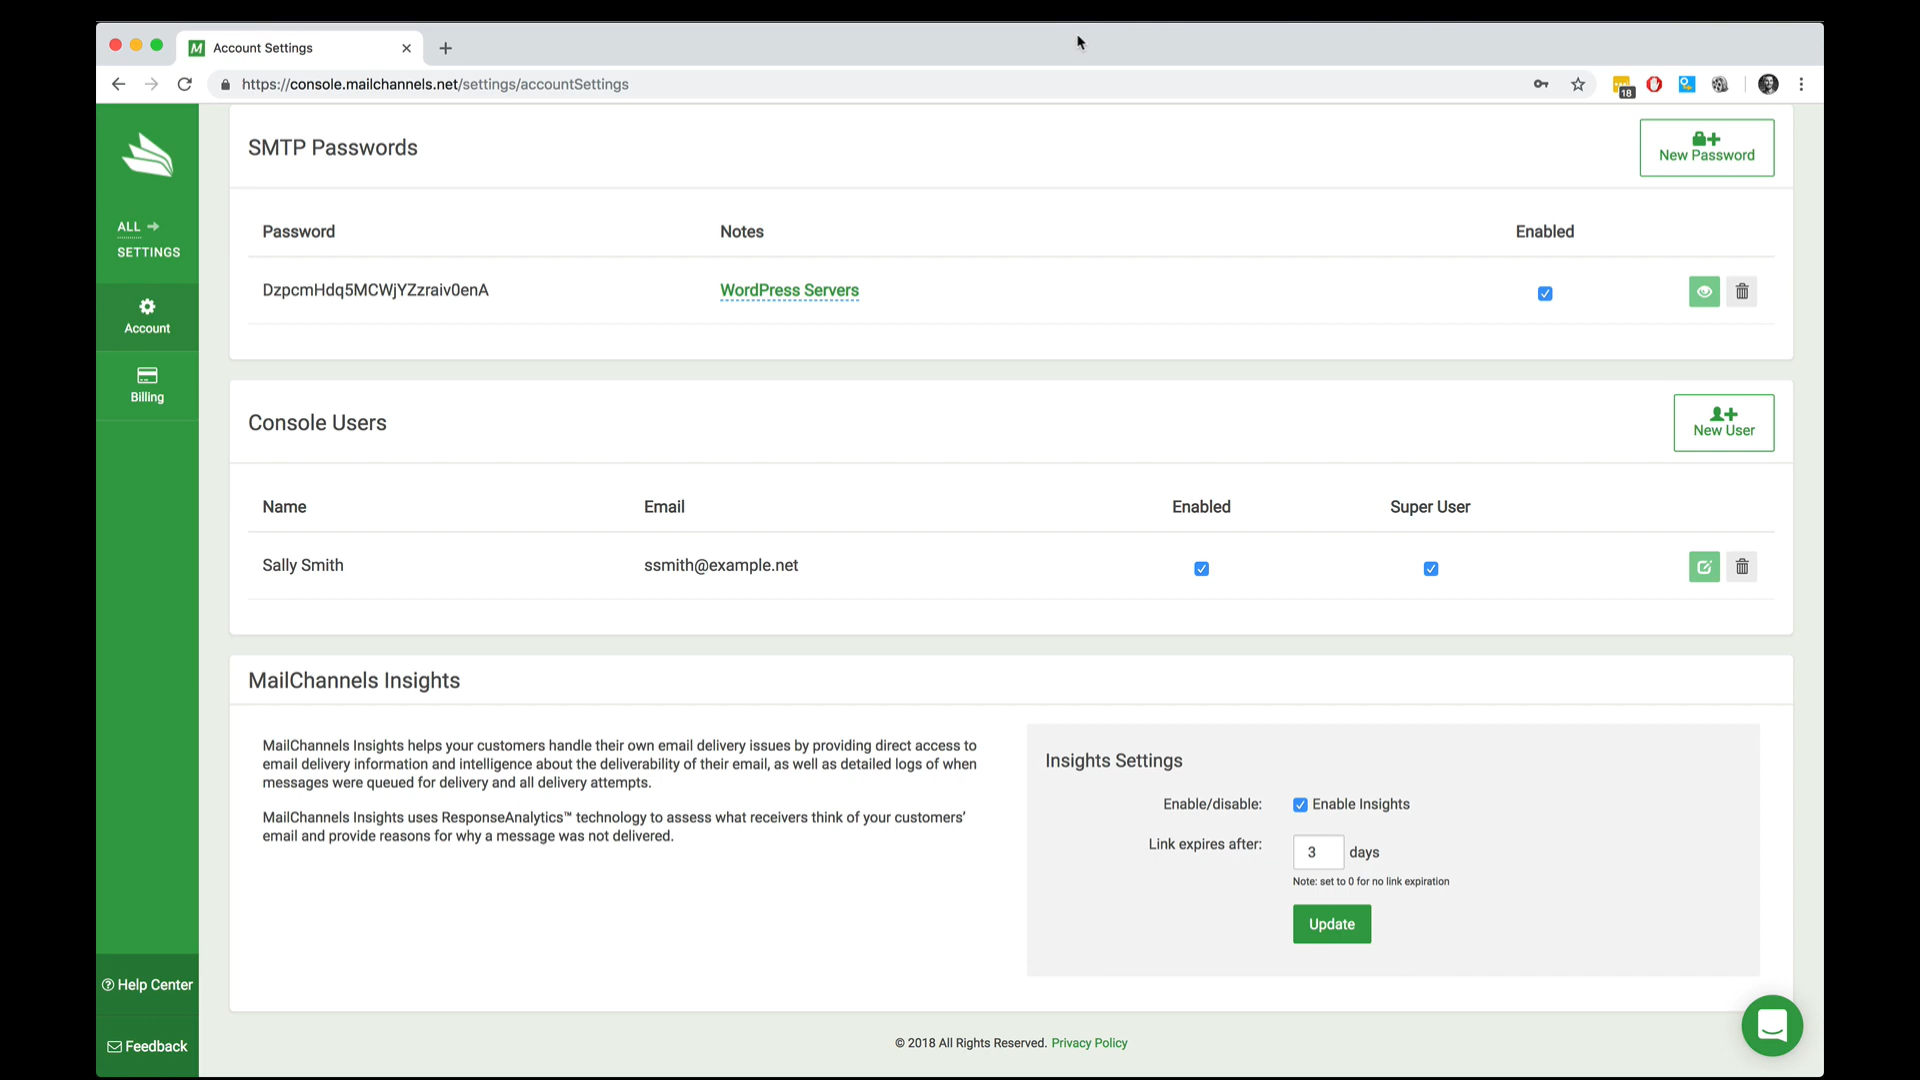 Account Settings
https://console.mailchannels.net/settings/accountSettings
18
ALL
SETTINGS
Account
Billing
Help Center
Feedback
SMTP Passwords
New Password
Password Notes Enabled
DzpcmHdq5MCWjYZzraiv0enA WordPress Servers
Console Users
New User
Name Email Enabled Super User
Sally Smith ssmith@example.net
MailChannels Insights
MailChannels Insights helps your customers handle their own email delivery issues by providing direct access to
email delivery information and intelligence about the deliverability of their email, as well as detailed logs of when
messages were queued for delivery and all delivery attempts.
MailChannels Insights uses ResponseAnalytics™ technology to assess what receivers think of your customers’
email and provide reasons for why a message was not delivered.
Insights Settings
Enable/disable: Enable Insights
Link expires after: 3 days
Note: set to 0 for no link expiration
Update
© 2018 All Rights Reserved. Privacy Policy